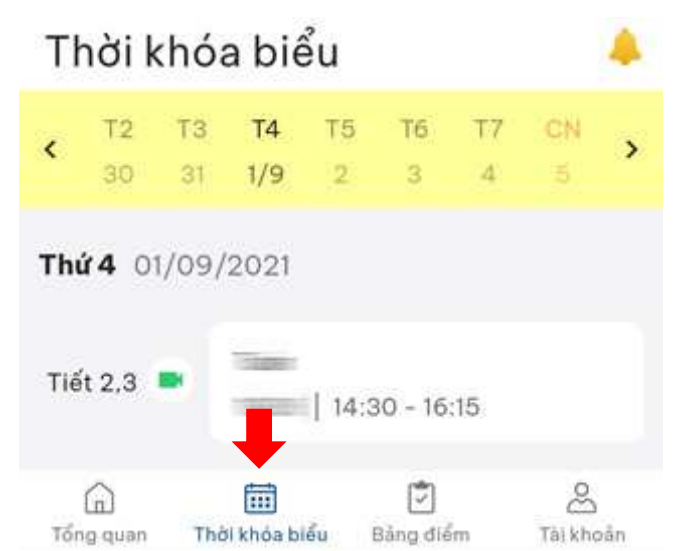 Thời khóa biểu
T2 T3 T4 T5 T6 T7 CN
30 31 1/9 2 3 4 5
Thứ 4 01/09/2021
Tiết 2,3
| 14:30 - 16:15
Tổng quan Thời khóa biểu Bảng điểm Tài khoản